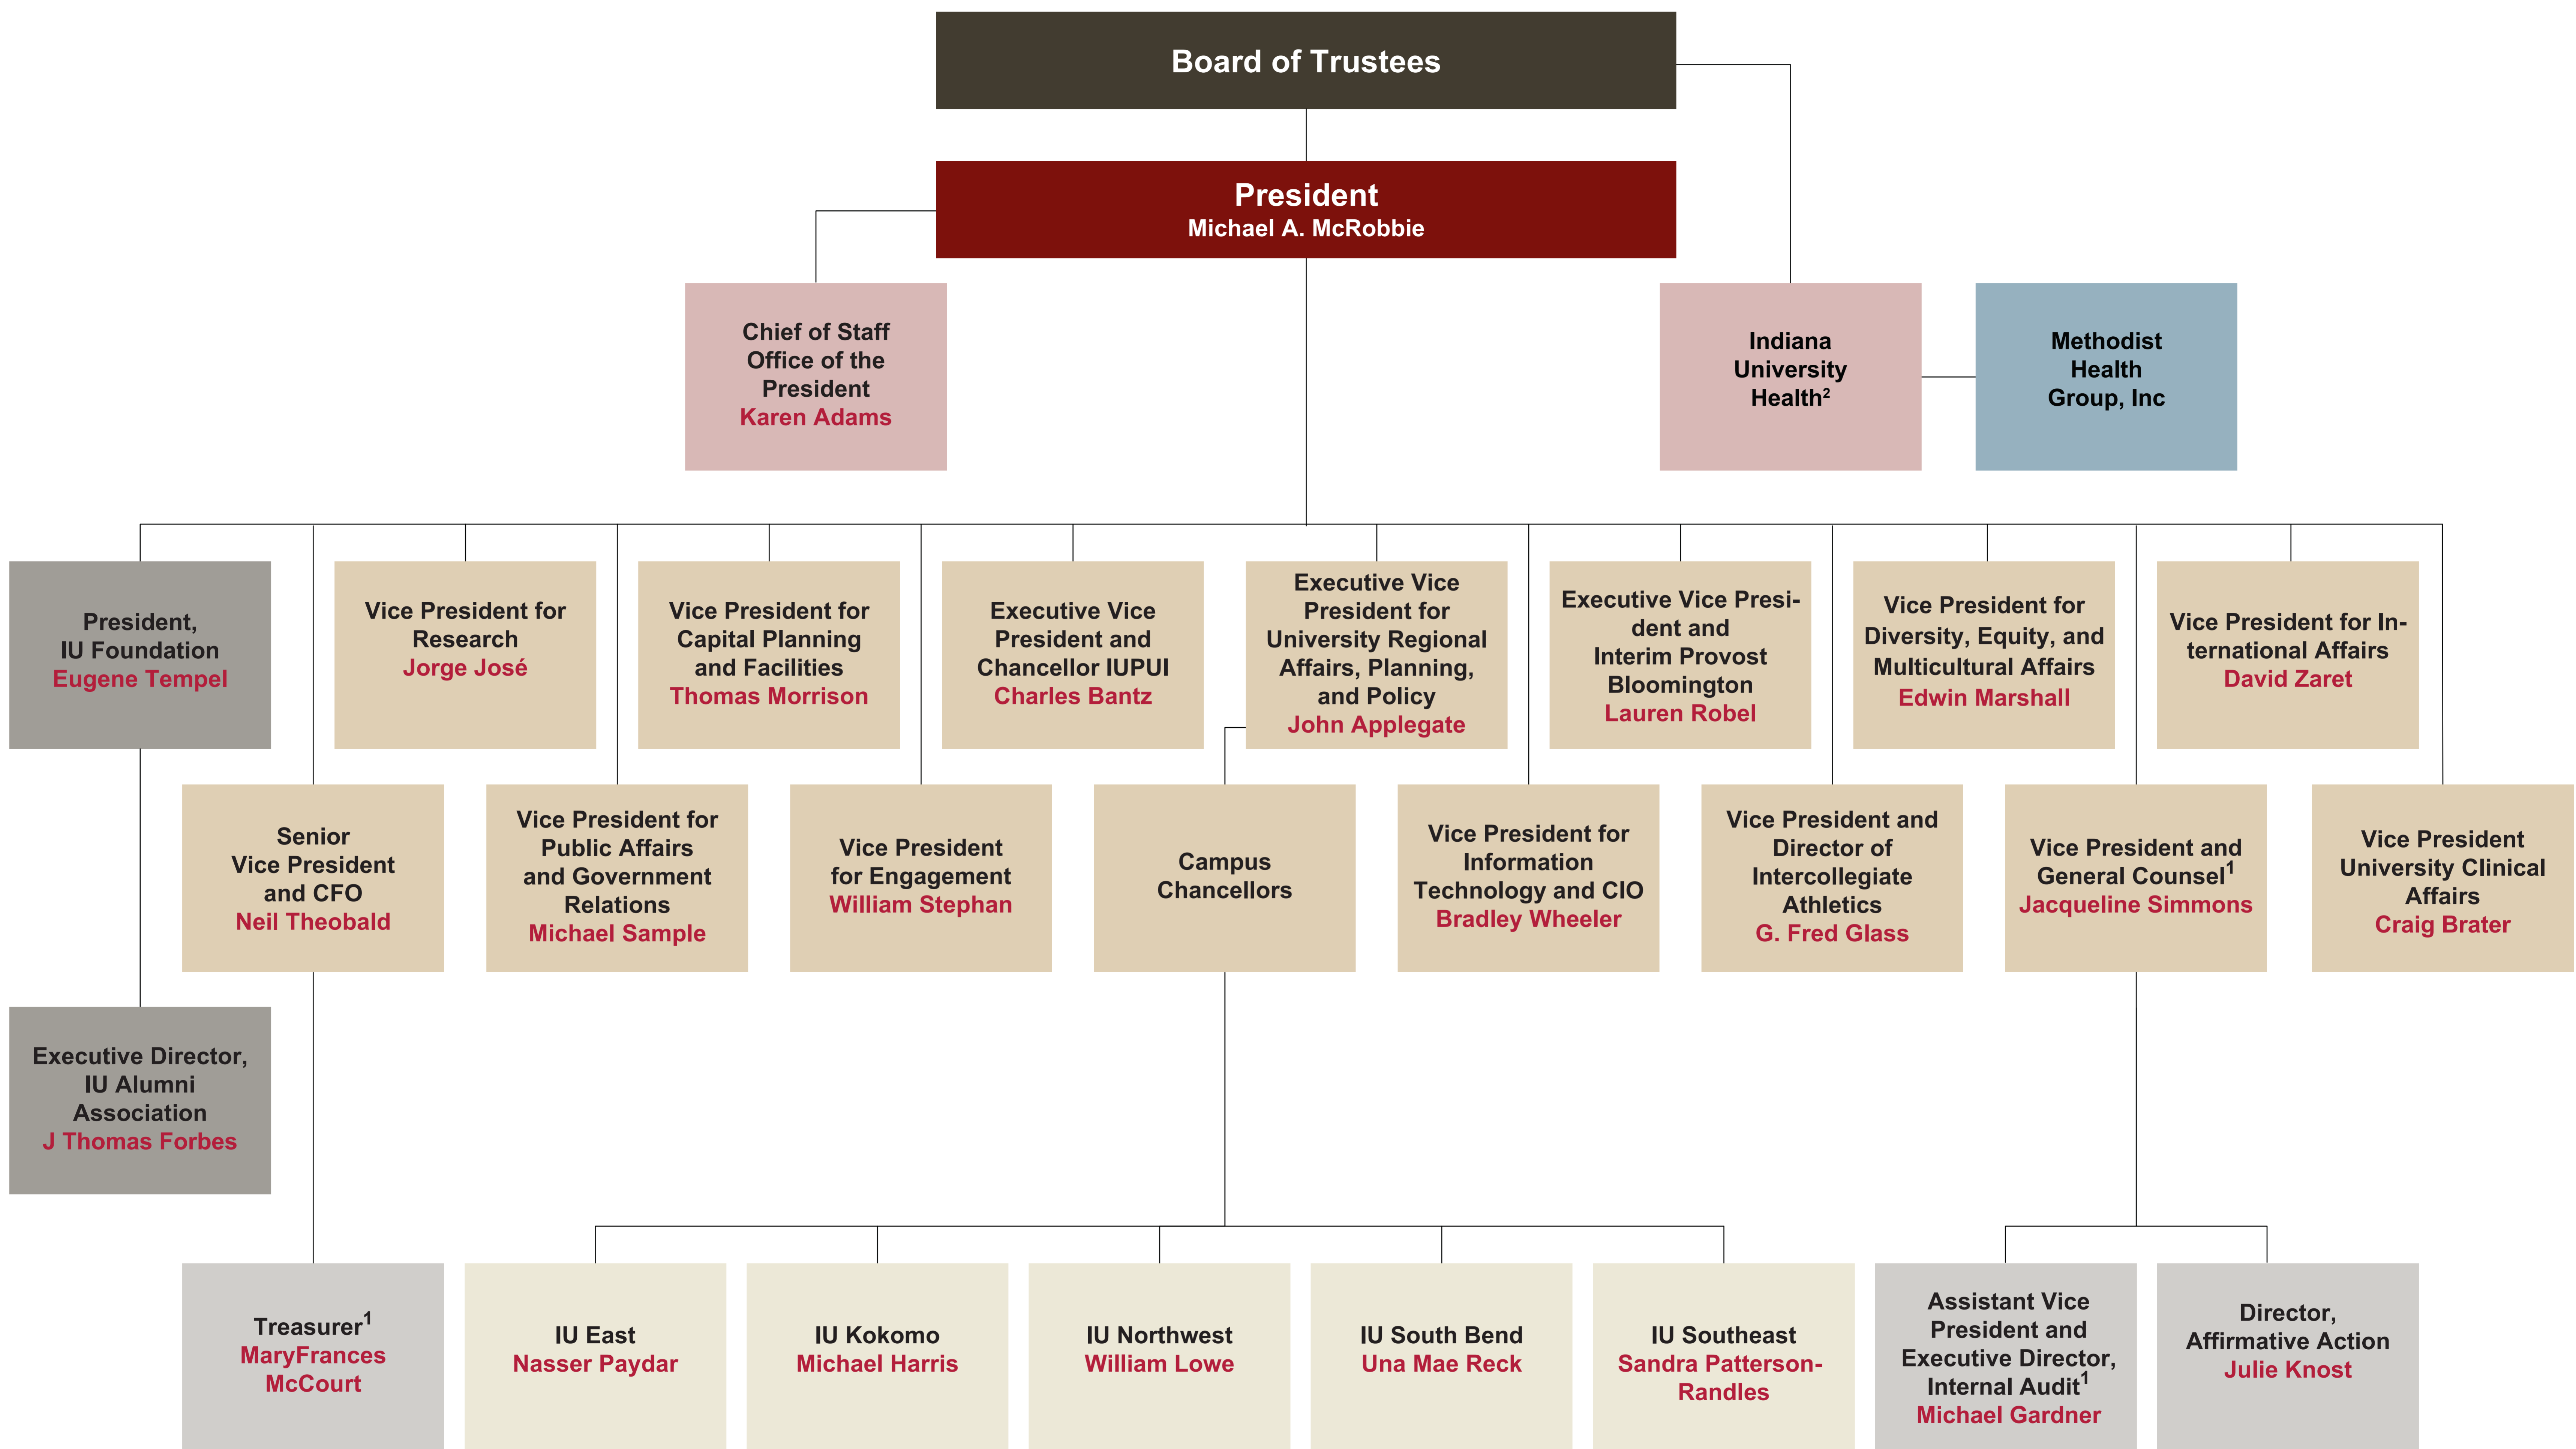 Board of Trustees
President
Michael A. McRobbie
Chief of Staff
Office of the
President
Karen Adams
Indiana
University
Health²
Methodist
Health
Group, Inc
President,
IU Foundation
Eugene Tempel
Vice President for
Research
Jorge José
Vice President for
Capital Planning
and Facilities
Thomas Morrison
Executive Vice
President and
Chancellor IUPUI
Charles Bantz
Executive Vice
President for
University Regional
Affairs, Planning,
and Policy
John Applegate
Executive Vice Presi-
dent and
Interim Provost
Bloomington
Lauren Robel
Vice President for
Diversity, Equity, and
Multicultural Affairs
Edwin Marshall
Vice President for In-
ternational Affairs
David Zaret
Senior
Vice President
and CFO
Neil Theobald
Vice President for
Public Affairs
and Government
Relations
Michael Sample
Vice President
for Engagement
William Stephan
Campus
Chancellors
Vice President for
Information
Technology and CIO
Bradley Wheeler
Vice President and
Director of
Intercollegiate
Athletics
G. Fred Glass
Vice President and
General Counsel¹
Jacqueline Simmons
Vice President
University Clinical
Affairs
Craig Brater
Executive Director,
IU Alumni
Association
J Thomas Forbes
Treasurer¹
MaryFrances
McCourt
IU East
Nasser Paydar
IU Kokomo
Michael Harris
IU Northwest
William Lowe
IU South Bend
Una Mae Reck
IU Southeast
Sandra Patterson-
Randles
Assistant Vice
President and
Executive Director,
Internal Audit¹
Michael Gardner
Director,
Affirmative Action
Julie Knost